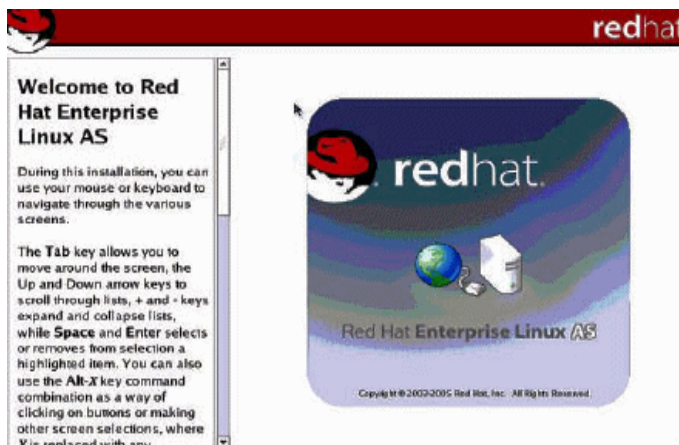 redhat
Welcome to Red
Hat Enterprise
Linux AS
During this installation, you can
use your mouse or keyboard to
navigate through the various
screens.
The Tab key allows you to
move around the screen, the
Up and Down arrow keys to
scroll through lists, + and - keys
expand and collapse lists,
while Space and Enter selects
or removes from selection a
highlighted item. You can also
use the Alt-X key command
combination as a way of
clicking on buttons or making
other screen selections, where
X is replaced with any
redhat.
Red Hat Enterprise Linux AS
Copyright © 2003-2005 Red Hat, Inc. All Rights Reserved.